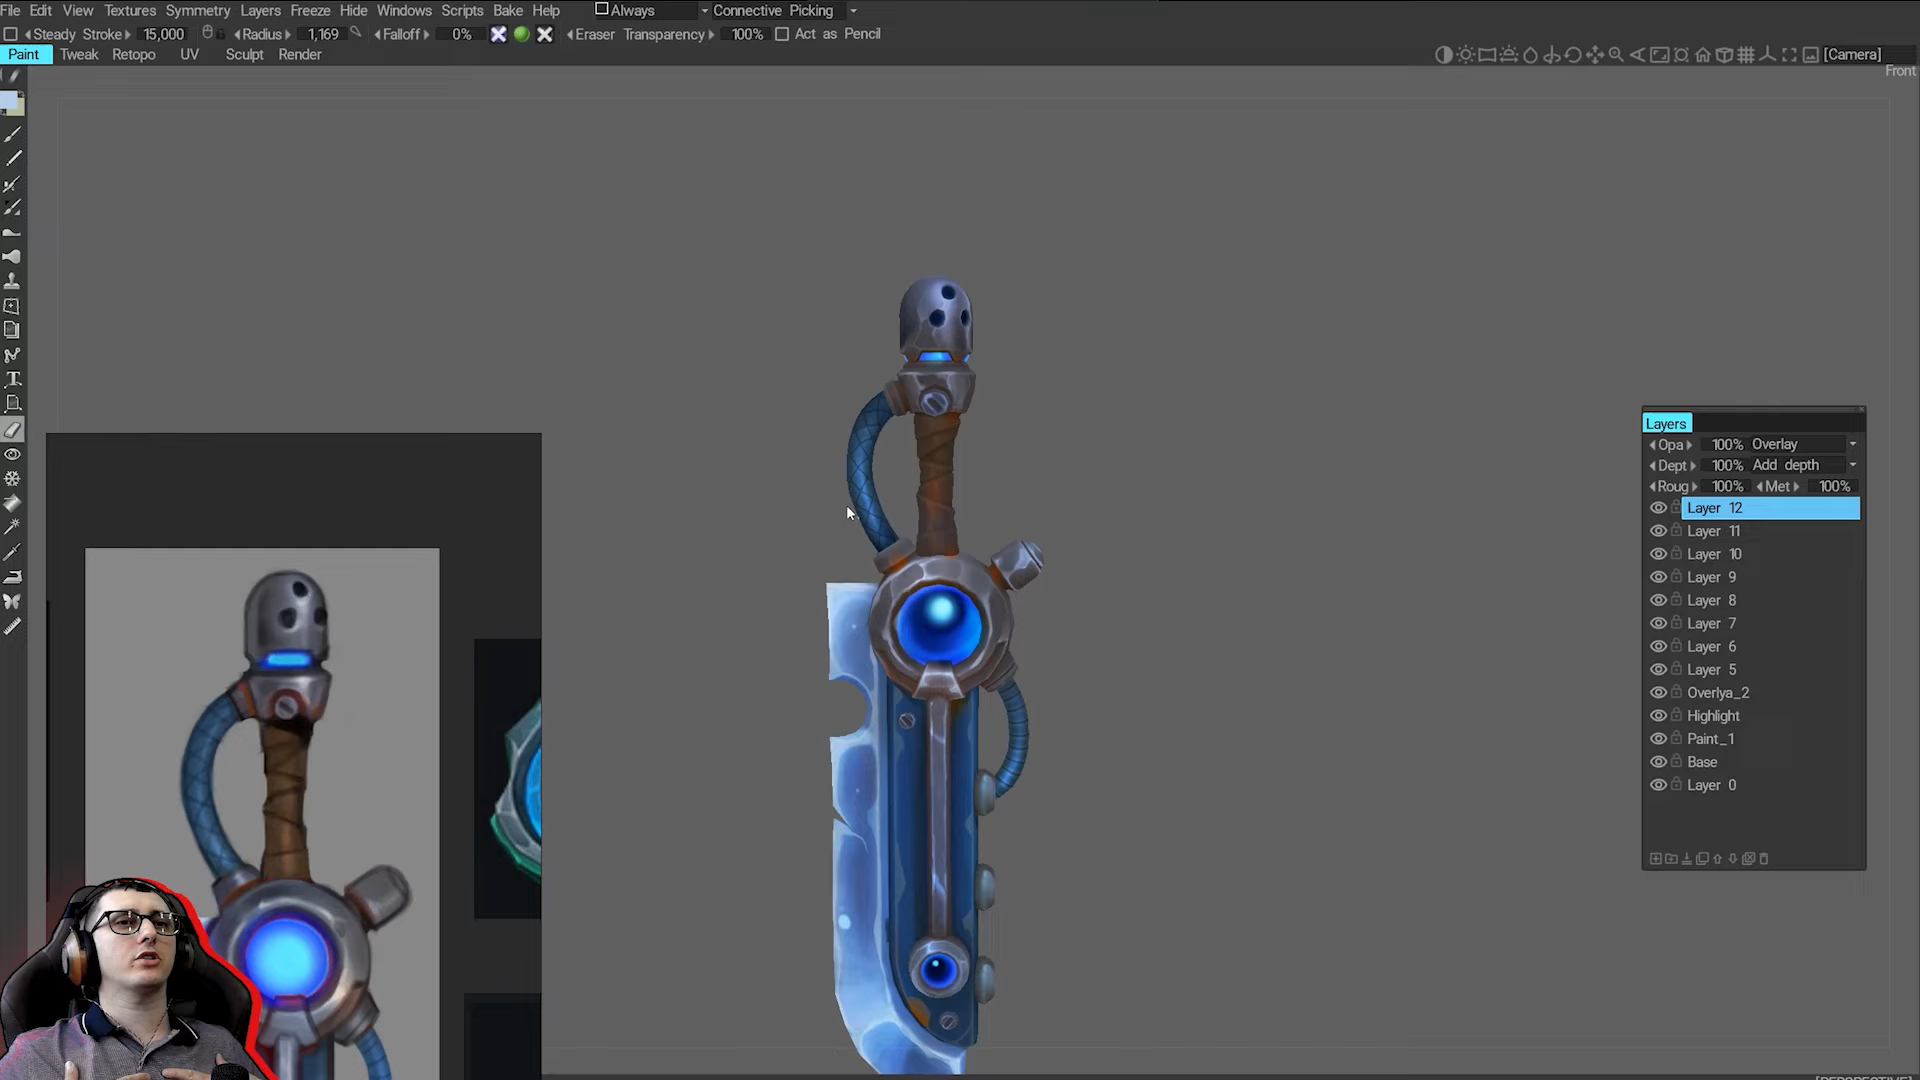 File Edit View Textures Symmetry Layers Freeze Hide Windows Scripts Bake Help Always Connective Picking
Steady Stroke 15,000 Radius 1,169 Falloff 0% Eraser Transparency 100% Act as Pencil
Paint Tweak Retopo UV Sculpt Render [Camera]
Front
Layers
Opa 100% Overlay
Dept 100% Add depth
Roug 100% Met 100%
Layer 12
Layer 11
Layer 10
Layer 9
Layer 8
Layer 7
Layer 6
Layer 5
Overlya_2
Highlight
Paint_1
Base
Layer 0